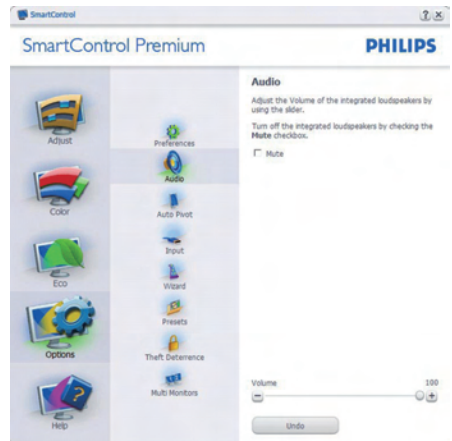 SmartControl
SmartControl Premium
PHILIPS
Adjust
Color
Eco
Options
Help
Preferences
Audio
Auto Pivot
Input
Wizard
Presets
Theft Deterrence
Multi Monitors
Audio
Adjust the Volume of the integrated loudspeakers by
using the slider.
Turn off the integrated loudspeakers by checking the
Mute checkbox.
Mute
Volume 100
Undo